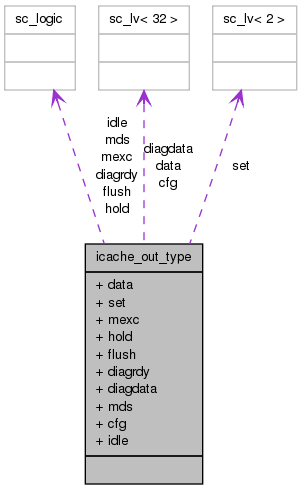 sc_logic
sc_lv< 32 >
sc_lv< 2 >
idle
mds
mexc
diagrdy
flush
hold
diagdata
data
cfg
set
icache_out_type
+ data
+ set
+ mexc
+ hold
+ flush
+ diagrdy
+ diagdata
+ mds
+ cfg
+ idle